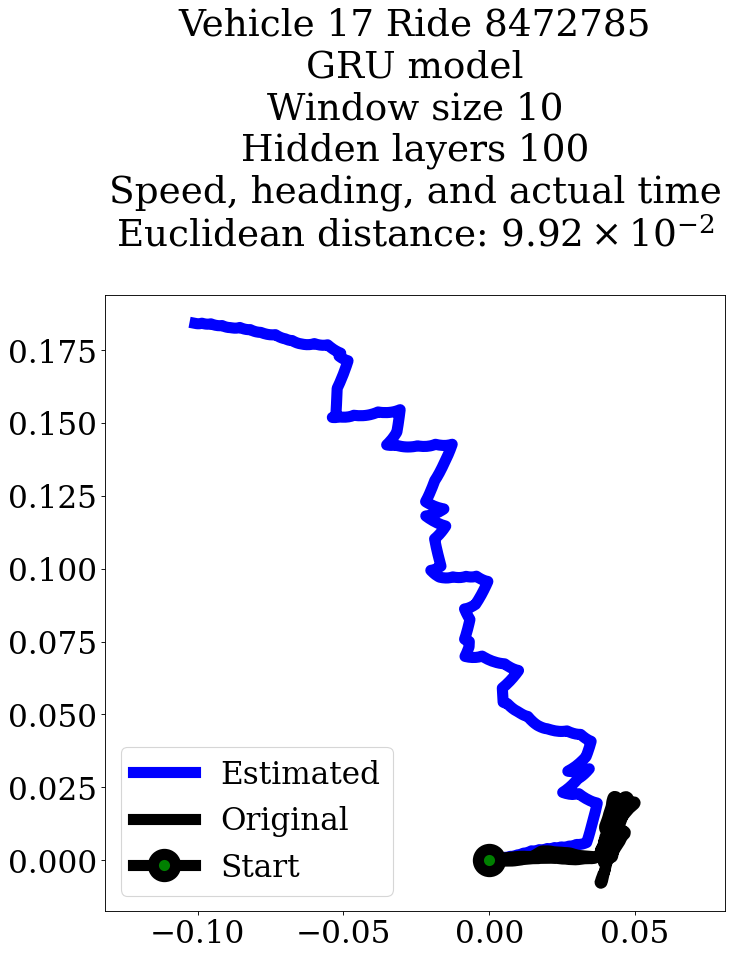 Vehicle 17 Ride 8472785
GRU model
Window size 10
Hidden layers 100
Speed, heading, and actual time
Euclidean distance: 9.92 × 10⁻²
0.175
0.150
0.125
0.100
0.075
0.050
0.025
0.000
Estimated
Original
Start
−0.10 −0.05 0.00 0.05